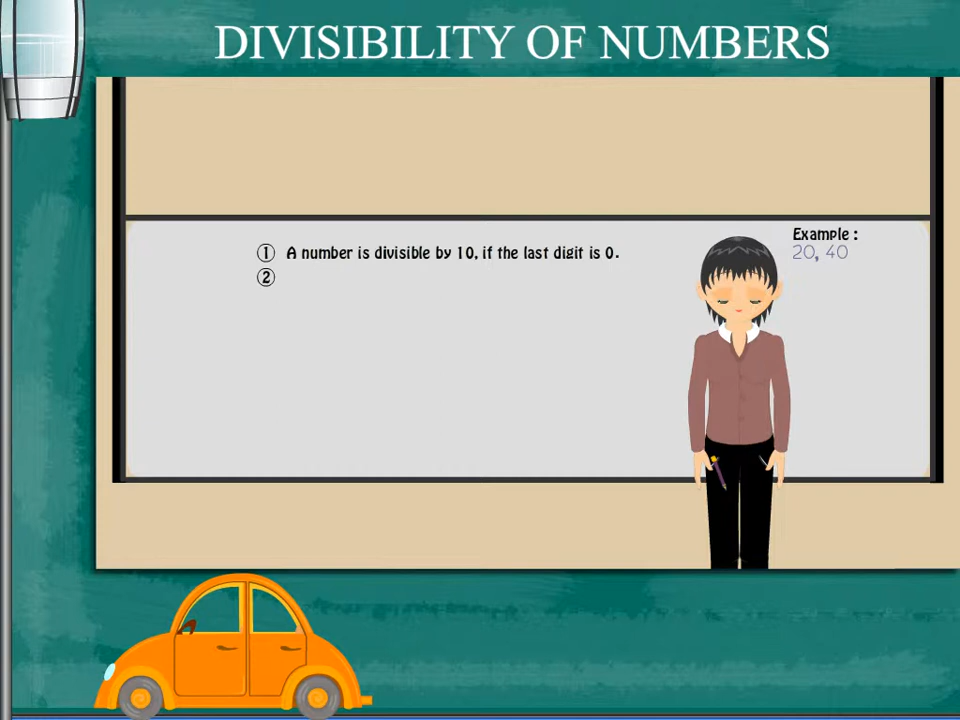 DIVISIBILITY OF NUMBERS
① A number is divisible by 10, if the last digit is 0.
②
Example :
20, 40